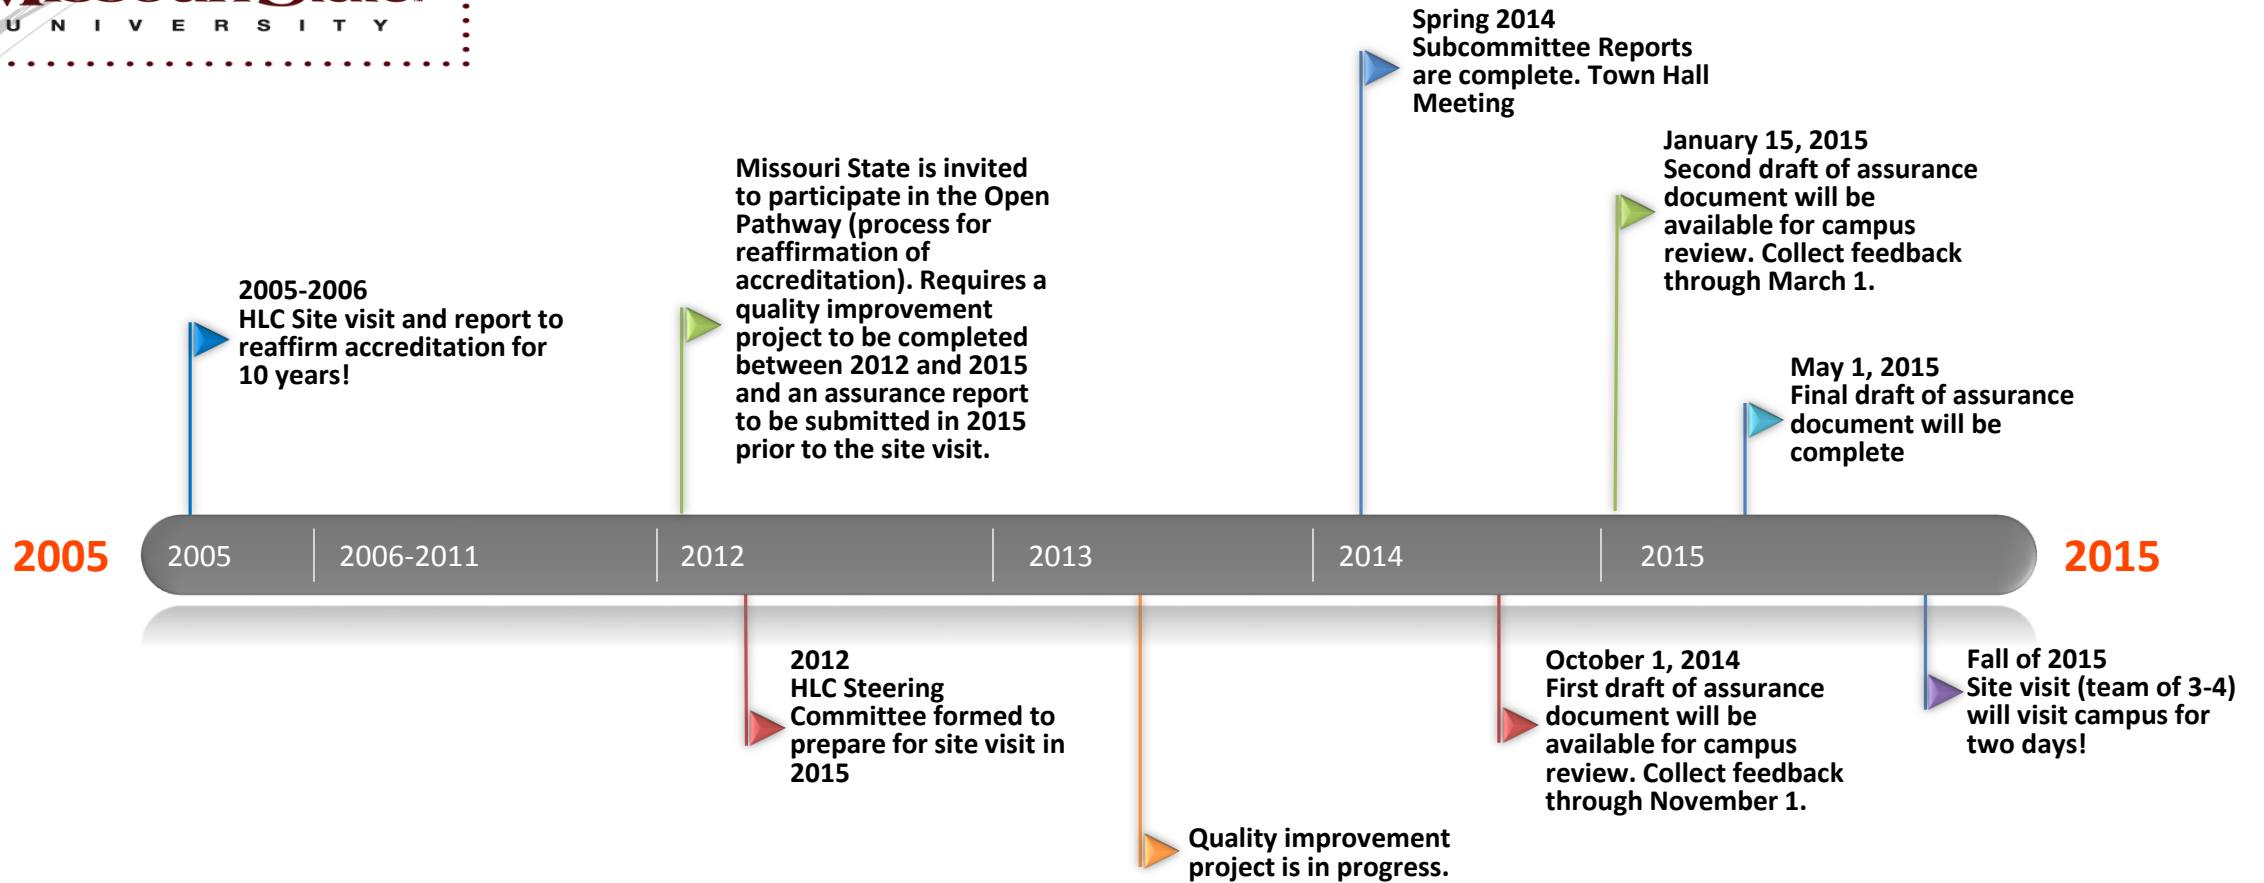 UNIVERSITY
Spring 2014
Subcommittee Reports
are complete. Town Hall
Meeting
January 15, 2015
Second draft of assurance
document will be
available for campus
review. Collect feedback
through March 1.
Missouri State is invited
to participate in the Open
Pathway (process for
reaffirmation of
accreditation). Requires a
quality improvement
project to be completed
between 2012 and 2015
and an assurance report
to be submitted in 2015
prior to the site visit.
2005-2006
HLC Site visit and report to
reaffirm accreditation for
10 years!
May 1, 2015
Final draft of assurance
document will be
complete
2005
2005
2006-2011
2012
2013
2014
2015
2015
2012
HLC Steering
Committee formed to
prepare for site visit in
2015
October 1, 2014
First draft of assurance
document will be
available for campus
review. Collect feedback
through November 1.
Fall of 2015
Site visit (team of 3-4)
will visit campus for
two days!
Quality improvement
project is in progress.